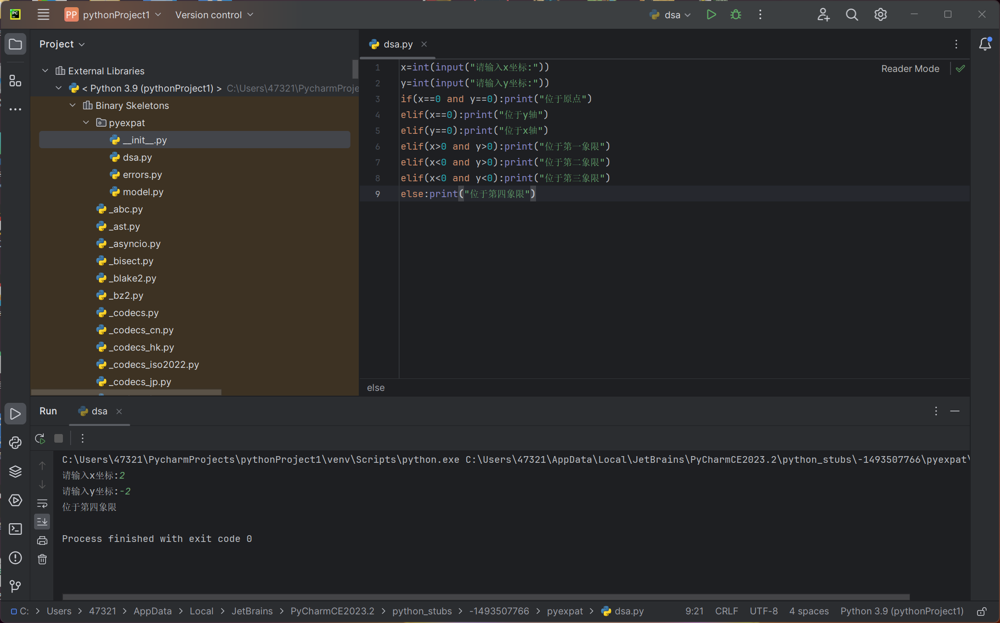 PC
PP pythonProject1 Version control dsa
Project
External Libraries
< Python 3.9 (pythonProject1) > C:\Users\47321\PycharmProje
Binary Skeletons
pyexpat
__init__.py
dsa.py
errors.py
model.py
_abc.py
_ast.py
_asyncio.py
_bisect.py
_blake2.py
_bz2.py
_codecs.py
_codecs_cn.py
_codecs_hk.py
_codecs_iso2022.py
_codecs_jp.py
dsa.py
Reader Mode
1 x=int(input("请输入x坐标:"))
2 y=int(input("请输入y坐标:"))
3 if(x==0 and y==0):print("位于原点")
4 elif(x==0):print("位于y轴")
5 elif(y==0):print("位于x轴")
6 elif(x>0 and y>0):print("位于第一象限")
7 elif(x<0 and y>0):print("位于第二象限")
8 elif(x<0 and y<0):print("位于第三象限")
9 else:print("位于第四象限")
else
Run dsa
C:\Users\47321\PycharmProjects\pythonProject1\venv\Scripts\python.exe C:\Users\47321\AppData\Local\JetBrains\PyCharmCE2023.2\python_stubs\-1493507766\pyexpat\
请输入x坐标:2
请输入y坐标:-2
位于第四象限
Process finished with exit code 0
C: > Users > 47321 > AppData > Local > JetBrains > PyCharmCE2023.2 > python_stubs > -1493507766 > pyexpat > dsa.py 9:21 CRLF UTF-8 4 spaces Python 3.9 (pythonProject1)